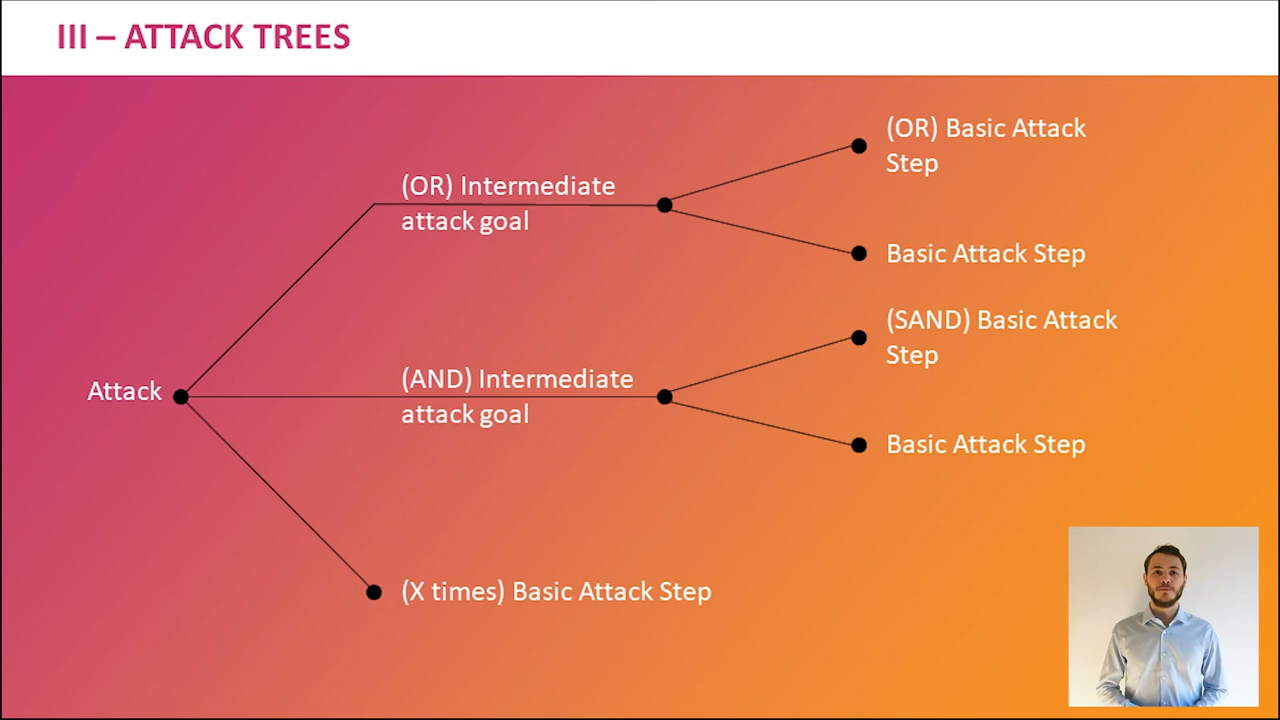 III – ATTACK TREES
(OR) Basic Attack
Step
(OR) Intermediate
attack goal
Basic Attack Step
(SAND) Basic Attack
Step
(AND) Intermediate
attack goal
Attack
Basic Attack Step
(X times) Basic Attack Step